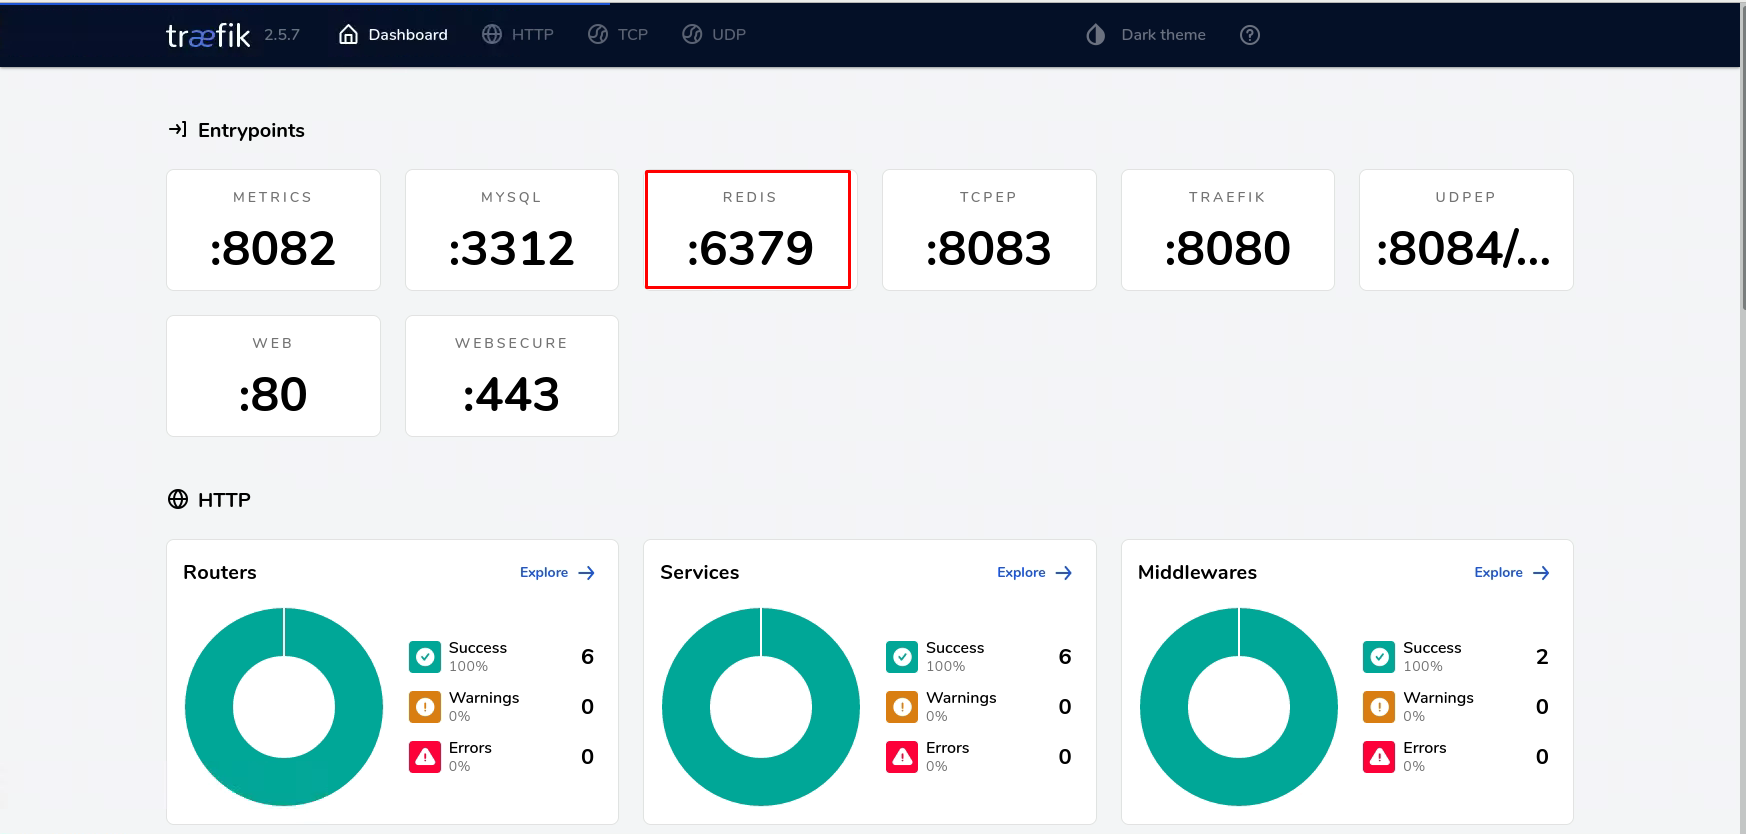 træfik 2.5.7 Dashboard HTTP TCP UDP Dark theme
Entrypoints
METRICS MYSQL REDIS TCPEP TRAEFIK UDPEP
:8082 :3312 :6379 :8083 :8080 :8084/...
WEB WEBSECURE
:80 :443
HTTP
Routers Explore
Success 6
100%
Warnings 0
0%
Errors 0
0%
Services Explore
Success 6
100%
Warnings 0
0%
Errors 0
0%
Middlewares Explore
Success 2
100%
Warnings 0
0%
Errors 0
0%